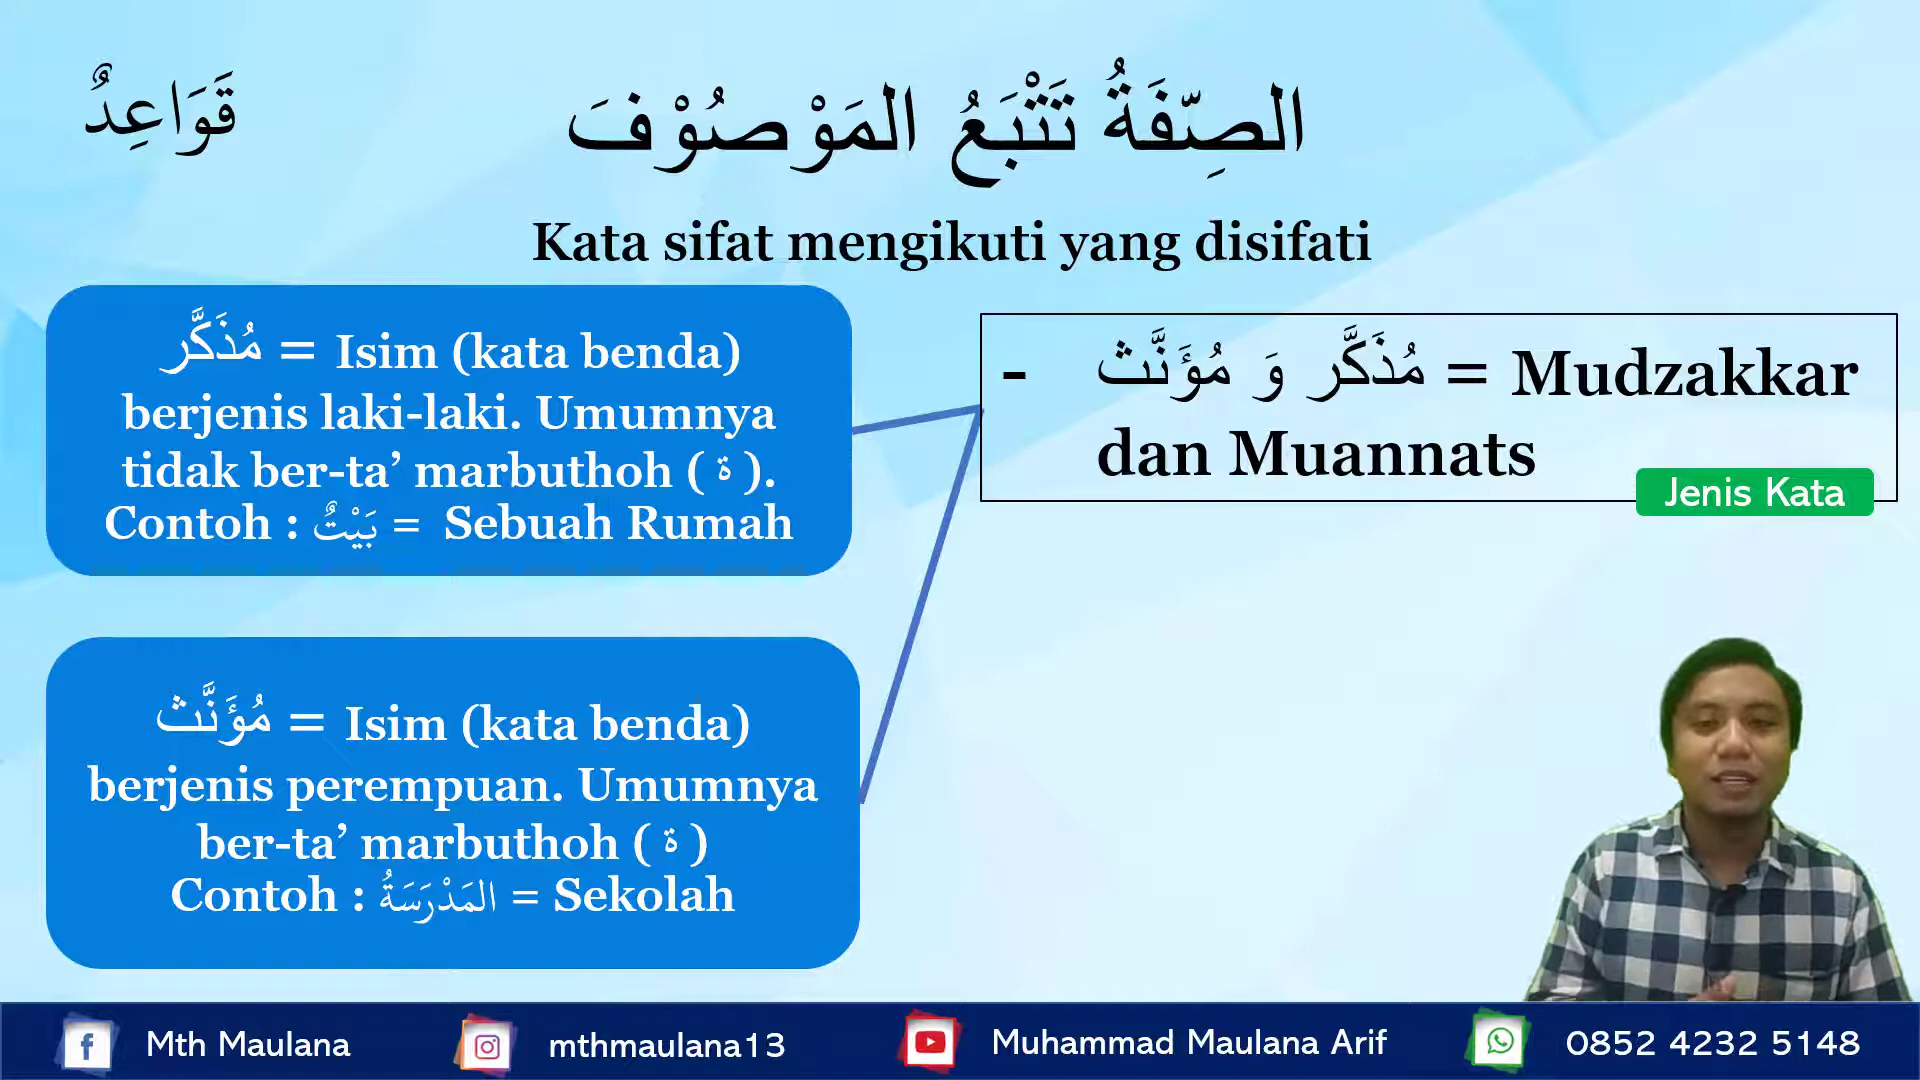 قَوَاعِدٌ
الصِّفَةُ تَتْبَعُ المَوْصُوْفَ
Kata sifat mengikuti yang disifati
مُذَكَّر = Isim (kata benda)
berjenis laki-laki. Umumnya
tidak ber-ta’ marbuthoh ( ة ).
Contoh : بَيْتٌ = Sebuah Rumah
- مُذَكَّر وَ مُؤَنَّث = Mudzakkar
dan Muannats
Jenis Kata
مُؤَنَّث = Isim (kata benda)
berjenis perempuan. Umumnya
ber-ta’ marbuthoh ( ة )
Contoh : المَدْرَسَةُ = Sekolah
Mth Maulana
mthmaulana13
Muhammad Maulana Arif
0852 4232 5148